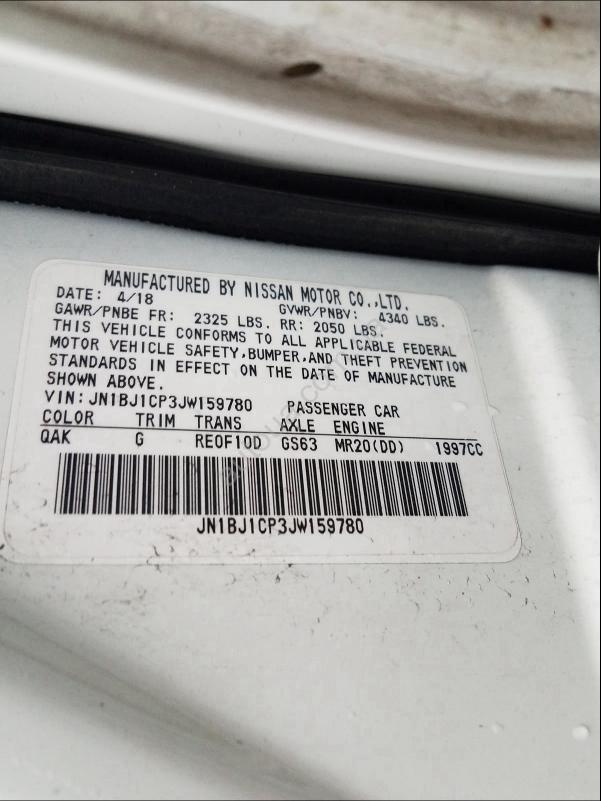 MANUFACTURED BY NISSAN MOTOR CO.,LTD.
DATE: 4/18 GVWR/PNBV: 4340 LBS.
GAWR/PNBE FR: 2325 LBS. RR: 2050 LBS.
THIS VEHICLE CONFORMS TO ALL APPLICABLE FEDERAL
MOTOR VEHICLE SAFETY,BUMPER,AND THEFT PREVENTION
STANDARDS IN EFFECT ON THE DATE OF MANUFACTURE
SHOWN ABOVE.
VIN:JN1BJ1CP3JW159780 PASSENGER CAR
COLOR TRIM TRANS AXLE ENGINE
QAK G RE0F10D GS63 MR20(DD) 1997CC
JN1BJ1CP3JW159780